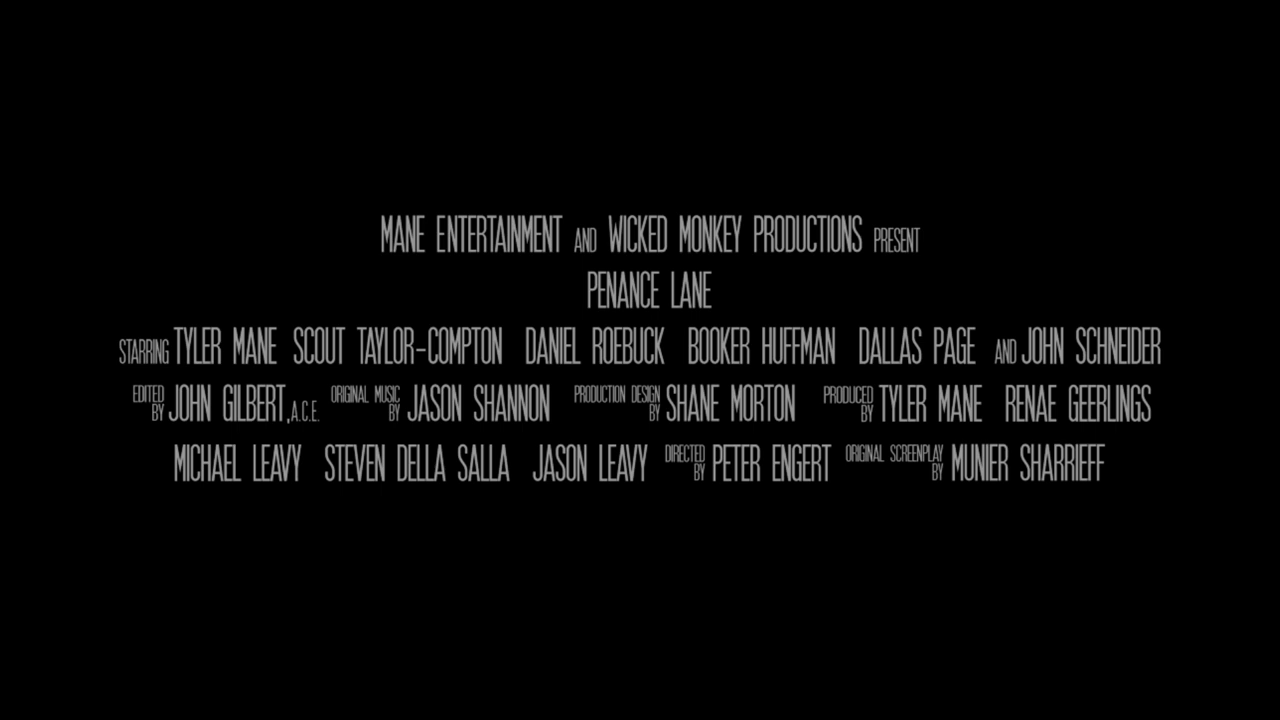 MANE ENTERTAINMENT AND WICKED MONKEY PRODUCTIONS PRESENT
PENANCE LANE
STARRING TYLER MANE SCOUT TAYLOR-COMPTON DANIEL ROEBUCK BOOKER HUFFMAN DALLAS PAGE AND JOHN SCHNEIDER
EDITED BY JOHN GILBERT, A.C.E. ORIGINAL MUSIC BY JASON SHANNON PRODUCTION DESIGN BY SHANE MORTON PRODUCED BY TYLER MANE RENAE GEERLINGS
MICHAEL LEAVY STEVEN DELLA SALLA JASON LEAVY DIRECTED BY PETER ENGERT ORIGINAL SCREENPLAY BY MUNIER SHARRIEFF